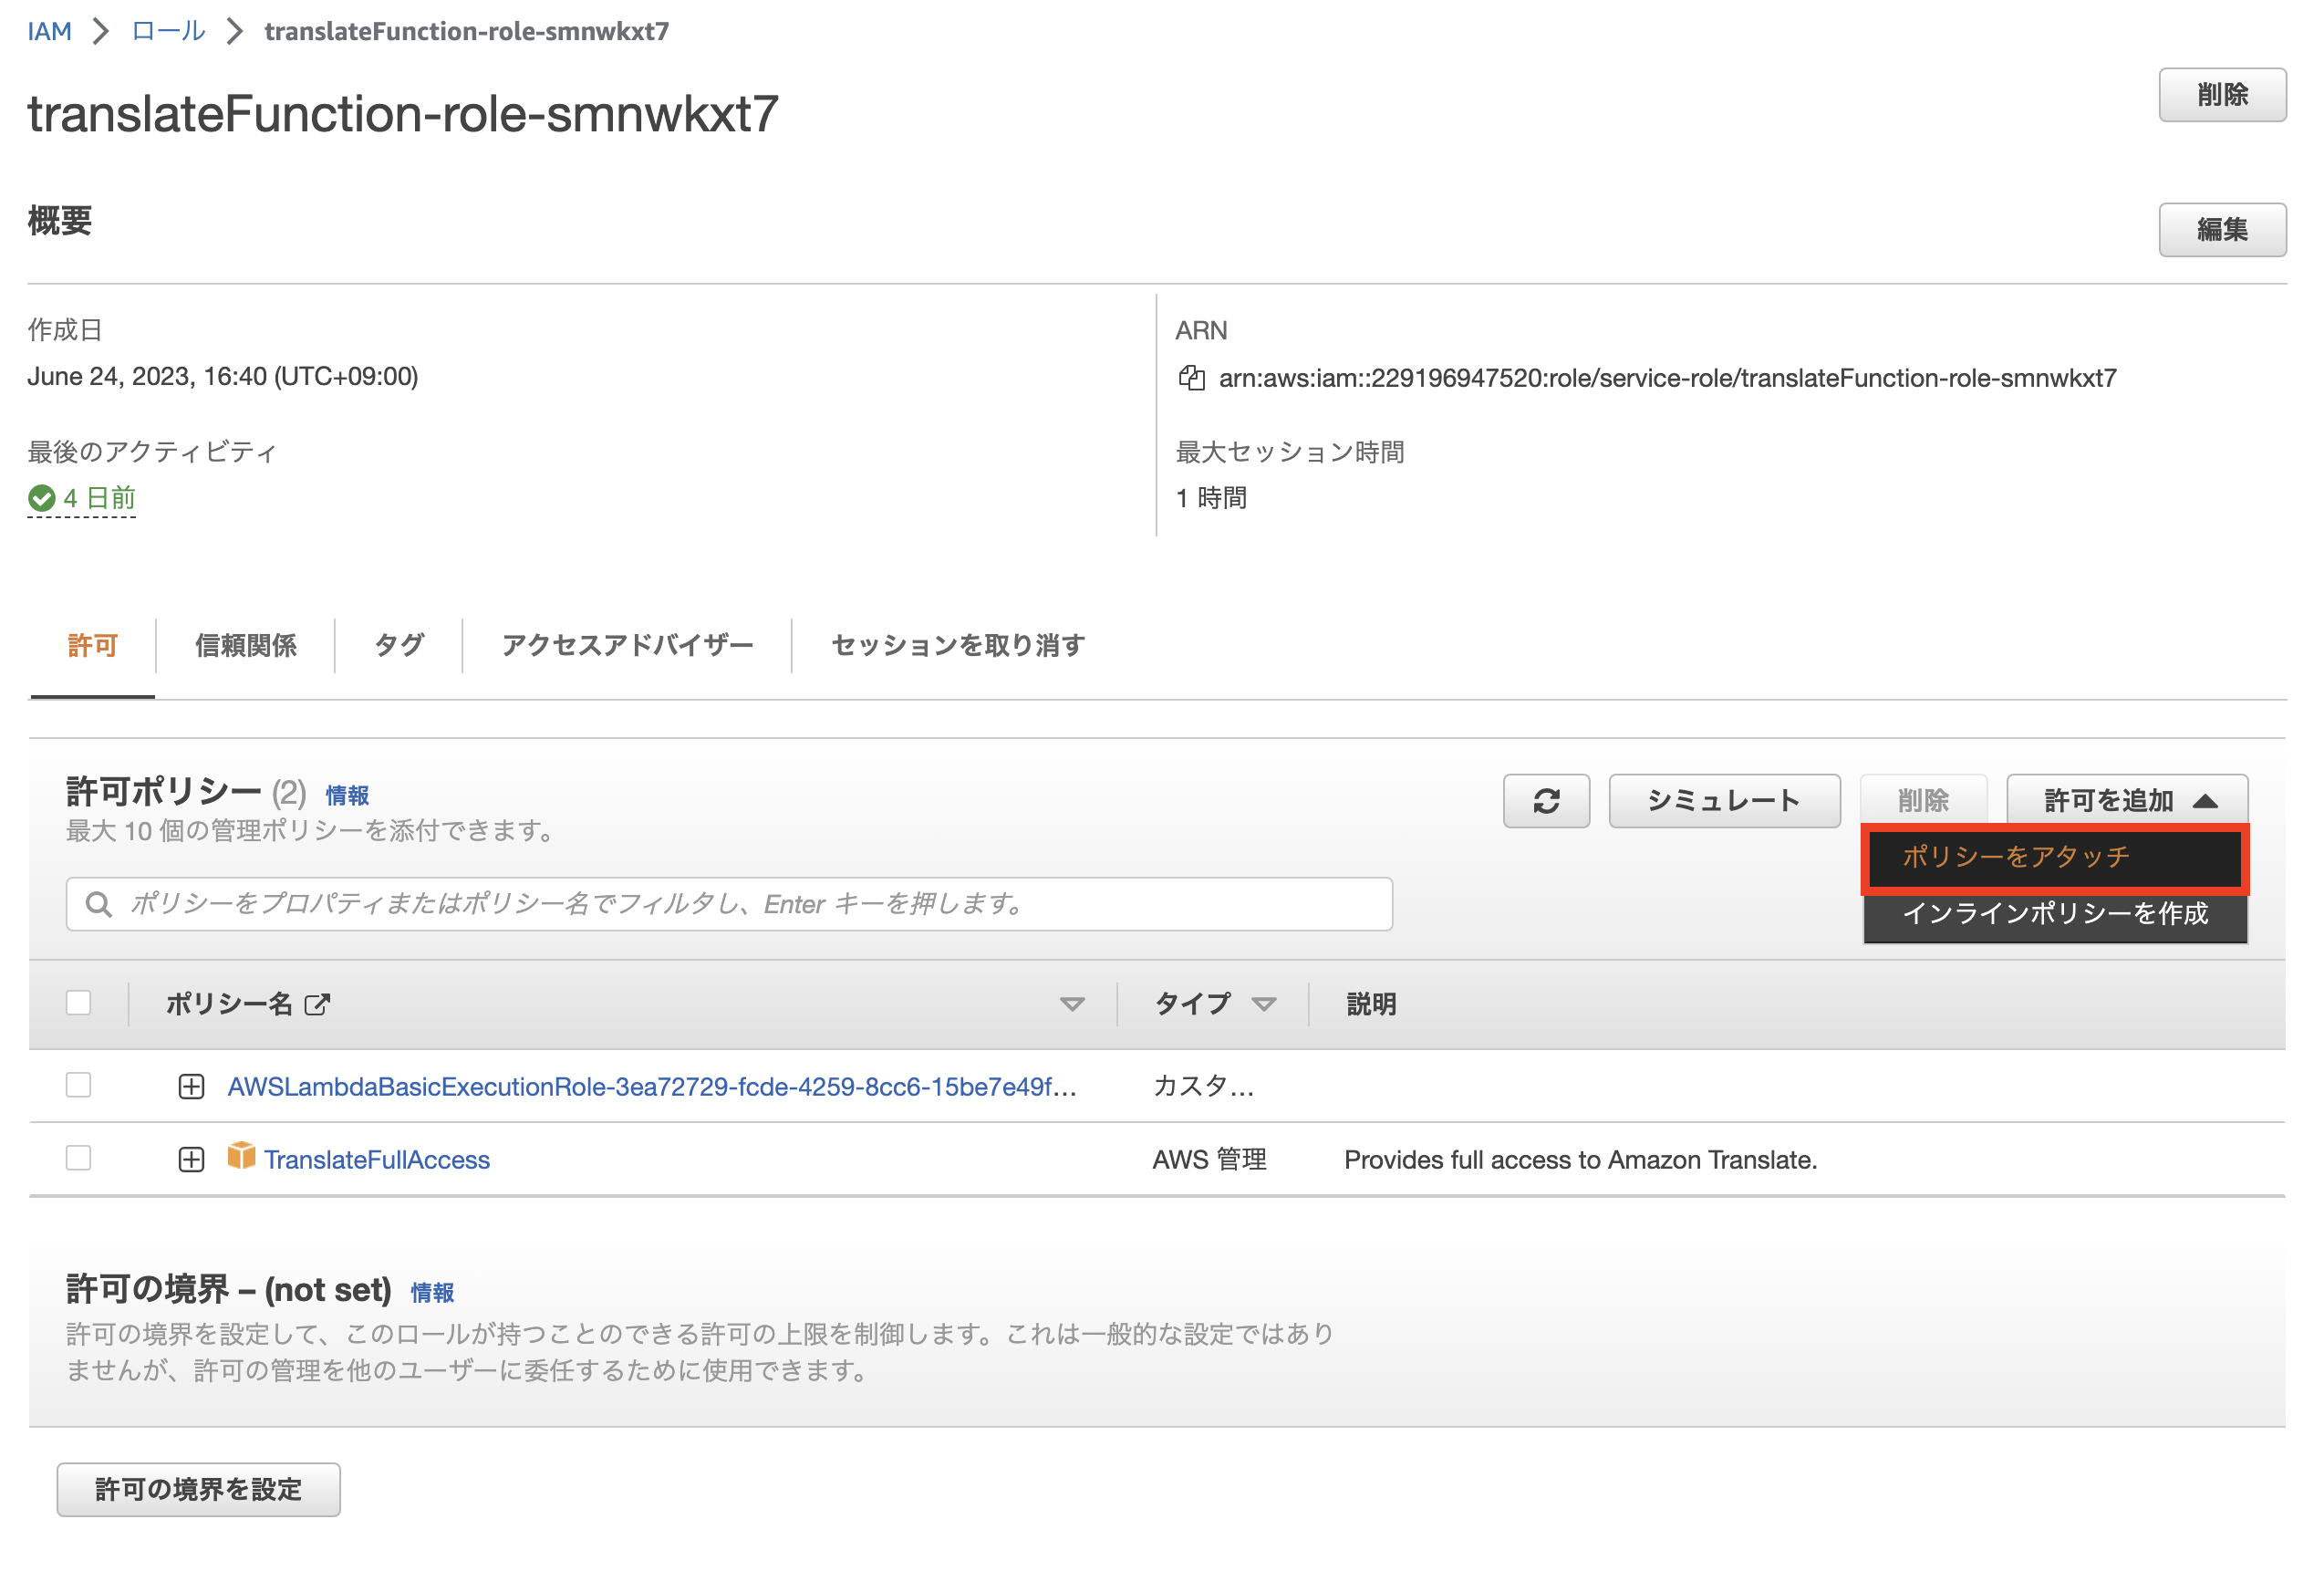 IAM > ロール > translateFunction-role-smnwkxt7
translateFunction-role-smnwkxt7
削除
概要
編集
作成日
June 24, 2023, 16:40 (UTC+09:00)
ARN
arn:aws:iam::229196947520:role/service-role/translateFunction-role-smnwkxt7
最後のアクティビティ
4 日前
最大セッション時間
1 時間
許可 信頼関係 タグ アクセスアドバイザー セッションを取り消す
許可ポリシー (2) 情報
最大 10 個の管理ポリシーを添付できます。
シミュレート 削除 許可を追加
ポリシーをアタッチ
インラインポリシーを作成
ポリシーをプロパティまたはポリシー名でフィルタし、Enter キーを押します。
ポリシー名 タイプ 説明
AWSLambdaBasicExecutionRole-3ea72729-fcde-4259-8cc6-15be7e49f... カスタ...
TranslateFullAccess AWS 管理 Provides full access to Amazon Translate.
許可の境界 – (not set) 情報
許可の境界を設定して、このロールが持つことのできる許可の上限を制御します。これは一般的な設定ではあり
ませんが、許可の管理を他のユーザーに委任するために使用できます。
許可の境界を設定